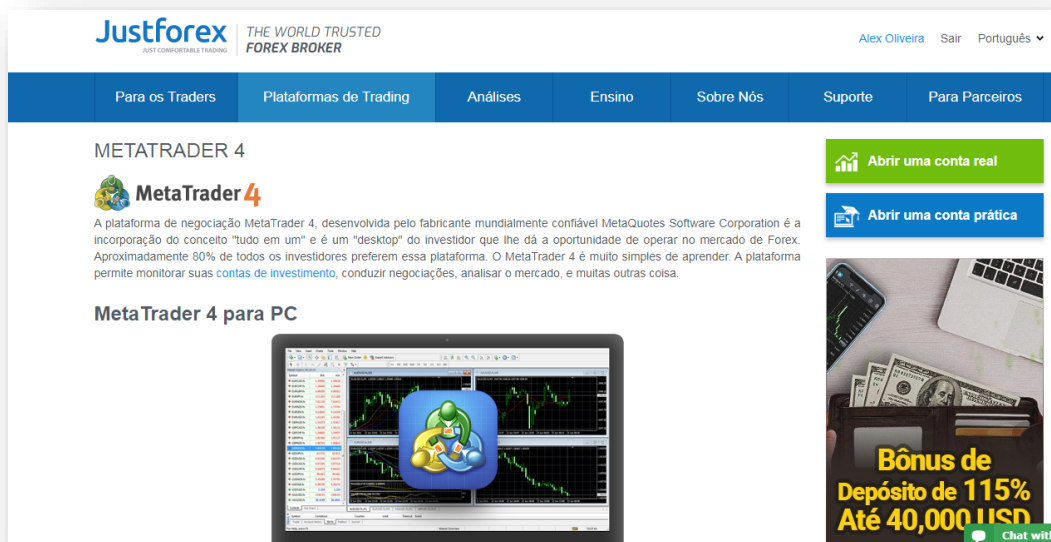 Justforex
JUST COMFORTABLE TRADING
THE WORLD TRUSTED
FOREX BROKER
Alex Oliveira Sair Português
Para os Traders Plataformas de Trading Análises Ensino Sobre Nós Suporte Para Parceiros
METATRADER 4
MetaTrader 4
A plataforma de negociação MetaTrader 4, desenvolvida pelo fabricante mundialmente confiável MetaQuotes Software Corporation é a
incorporação do conceito "tudo em um" e é um "desktop" do investidor que lhe dá a oportunidade de operar no mercado de Forex.
Aproximadamente 80% de todos os investidores preferem essa plataforma. O MetaTrader 4 é muito simples de aprender. A plataforma
permite monitorar suas contas de investimento, conduzir negociações, analisar o mercado, e muitas outras coisa.
MetaTrader 4 para PC
Abrir uma conta real
Abrir uma conta prática
Bônus de
Depósito de 115%
Até 40,000 USD
Chat with